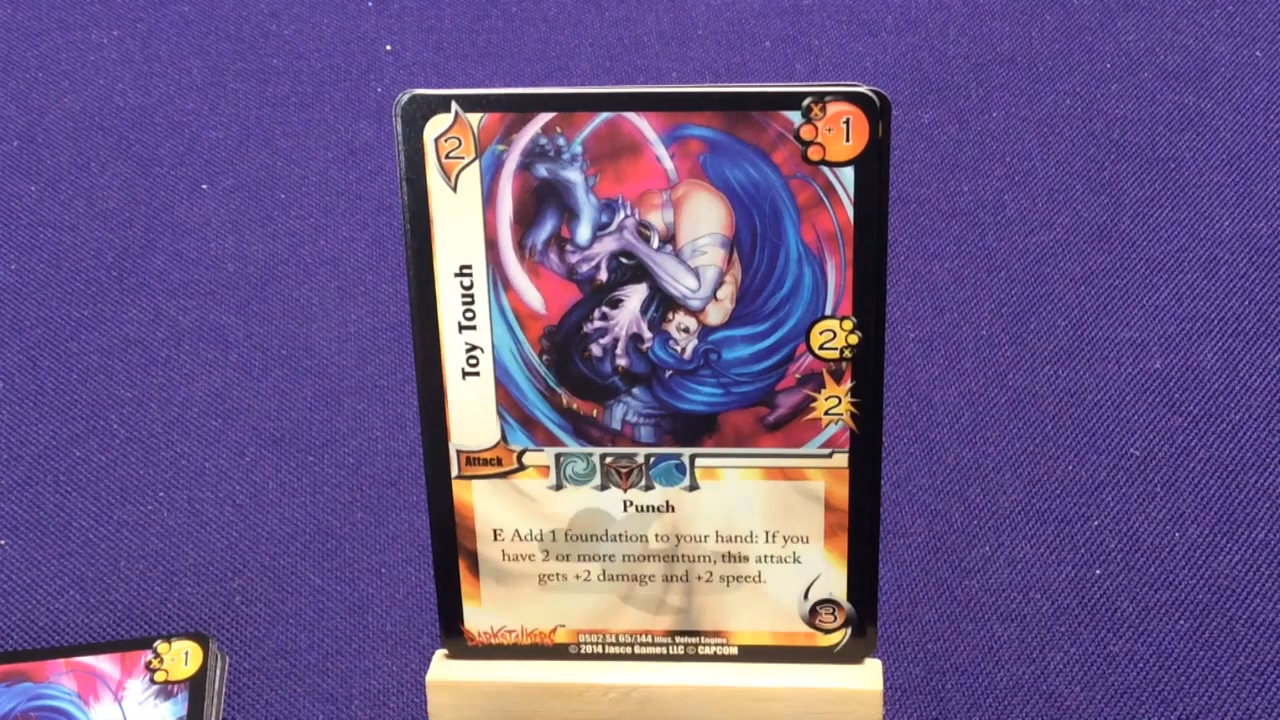 2
+1
Toy Touch
2
2
Attack
Punch
E Add 1 foundation to your hand: If you
have 2 or more momentum, this attack
gets +2 damage and +2 speed.
3
DARKSTALKERS™
DS02 SE 65/144 Illus. Velvet Engine
© 2014 Jasco Games LLC © CAPCOM
-1